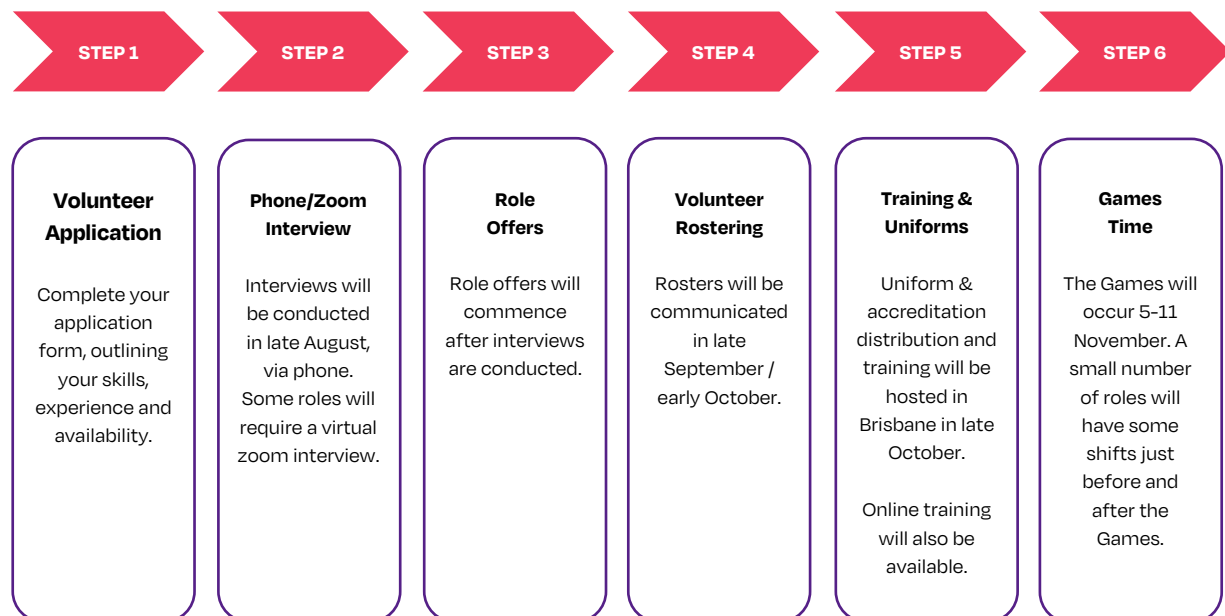 STEP 1
STEP 2
STEP 3
STEP 4
STEP 5
STEP 6
Volunteer
Application
Complete your
application
form, outlining
your skills,
experience and
availability.
Phone/Zoom
Interview
Interviews will
be conducted
in late August,
via phone.
Some roles will
require a virtual
zoom interview.
Role
Offers
Role offers will
commence
after interviews
are conducted.
Volunteer
Rostering
Rosters will be
communicated
in late
September /
early October.
Training &
Uniforms
Uniform &
accreditation
distribution and
training will be
hosted in
Brisbane in late
October.
Online training
will also be
available.
Games
Time
The Games will
occur 5-11
November. A
small number
of roles will
have some
shifts just
before and
after the
Games.